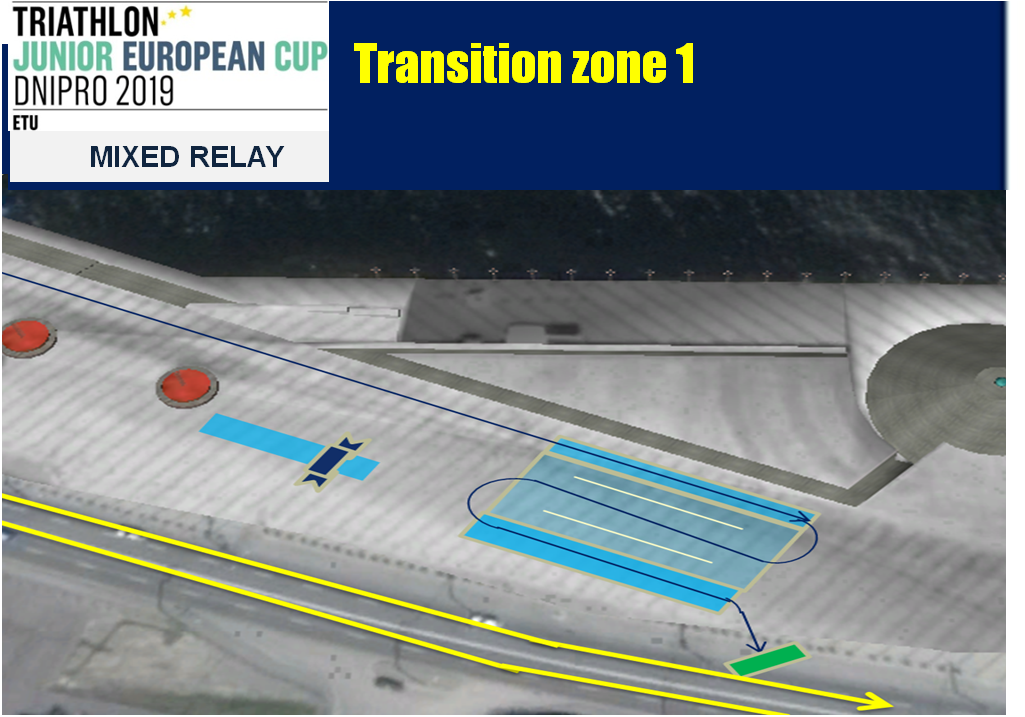 TRIATHLON
JUNIOR EUROPEAN CUP
DNIPRO 2019
ETU
MIXED RELAY
Transition zone 1